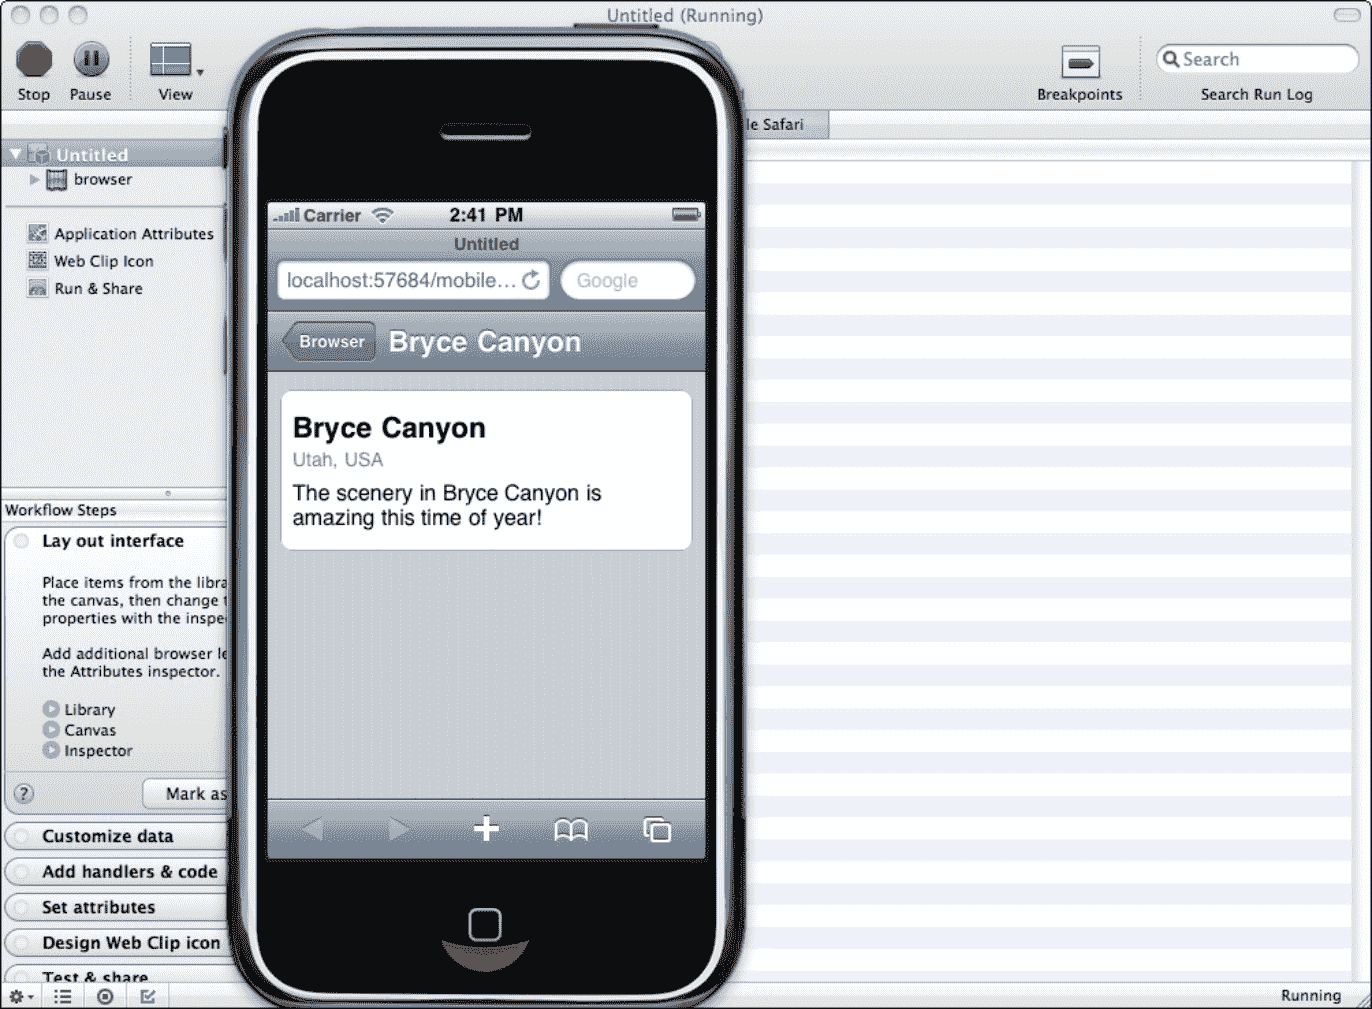 Untitled (Running)
Stop
Pause
View
Breakpoints
Search
Search Run Log
le Safari
Untitled
browser
Application Attributes
Web Clip Icon
Run & Share
Workflow Steps
Lay out interface
Place items from the libra
the canvas, then change t
properties with the inspe
Add additional browser le
the Attributes inspector.
Library
Canvas
Inspector
?
Mark as
Customize data
Add handlers & code
Set attributes
Design Web Clip icon
Test & share
Carrier
2:41 PM
Untitled
localhost:57684/mobile...
Google
Browser
Bryce Canyon
Bryce Canyon
Utah, USA
The scenery in Bryce Canyon is
amazing this time of year!
Running